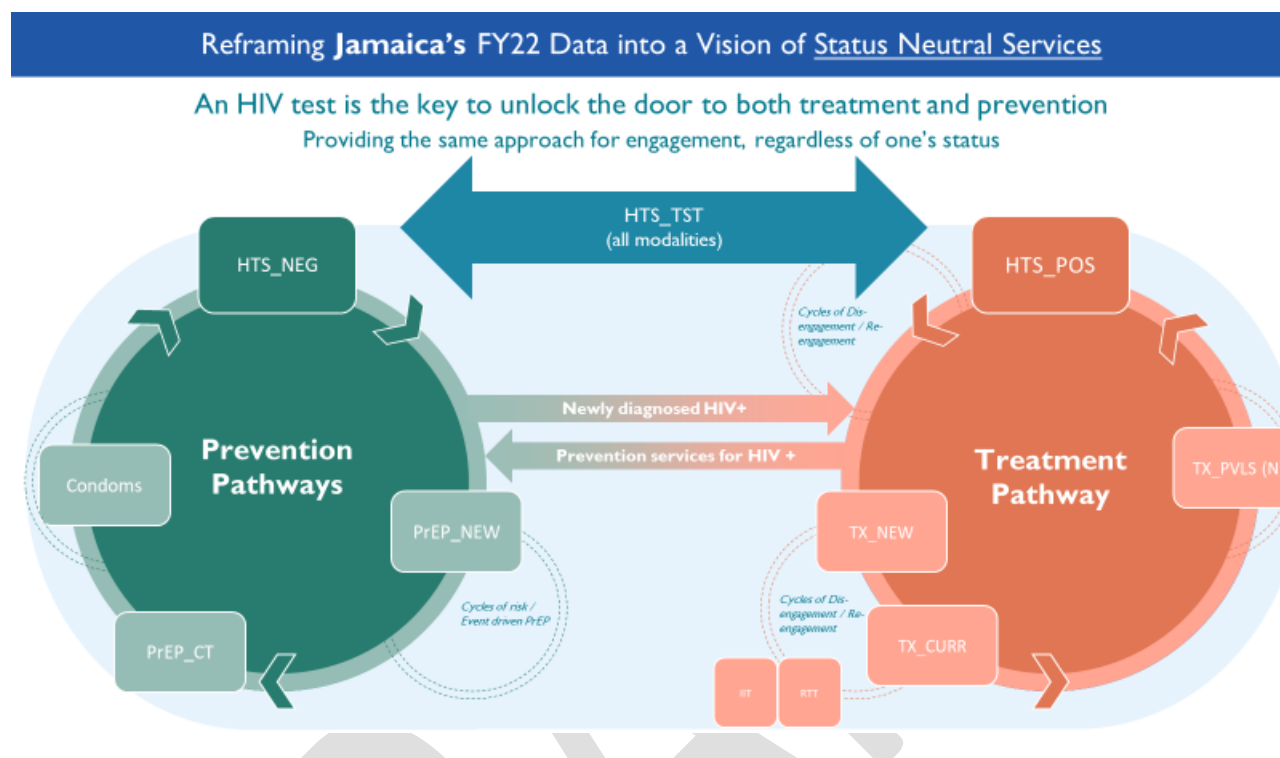 Reframing Jamaica's FY22 Data into a Vision of Status Neutral Services
An HIV test is the key to unlock the door to both treatment and prevention
Providing the same approach for engagement, regardless of one's status
HTS_TST
(all modalities)
HTS_NEG
HTS_POS
Cycles of Dis-
engagement / Re-
engagement
Newly diagnosed HIV+
Prevention services for HIV +
Prevention
Pathways
Treatment
Pathway
Condoms
TX_PVLS (N
PrEP_NEW
TX_NEW
Cycles of risk /
Event driven PrEP
Cycles of Dis-
engagement / Re-
engagement
PrEP_CT
TX_CURR
IIT
RTT